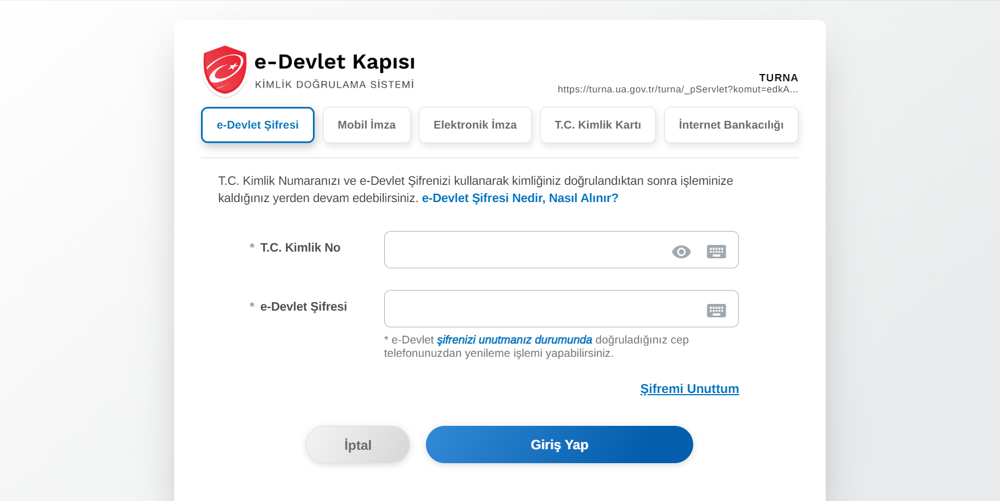 e-Devlet Kapısı
KİMLİK DOĞRULAMA SİSTEMİ
TURNA
https://turna.ua.gov.tr/turna/_pServlet?komut=edkA...
e-Devlet Şifresi
Mobil İmza
Elektronik İmza
T.C. Kimlik Kartı
İnternet Bankacılığı
T.C. Kimlik Numaranızı ve e-Devlet Şifrenizi kullanarak kimliğiniz doğrulandıktan sonra işleminize
kaldığınız yerden devam edebilirsiniz. e-Devlet Şifresi Nedir, Nasıl Alınır?
* T.C. Kimlik No
* e-Devlet Şifresi
* e-Devlet şifrenizi unutmanız durumunda doğruladığınız cep
telefonunuzdan yenileme işlemi yapabilirsiniz.
Şifremi Unuttum
İptal
Giriş Yap